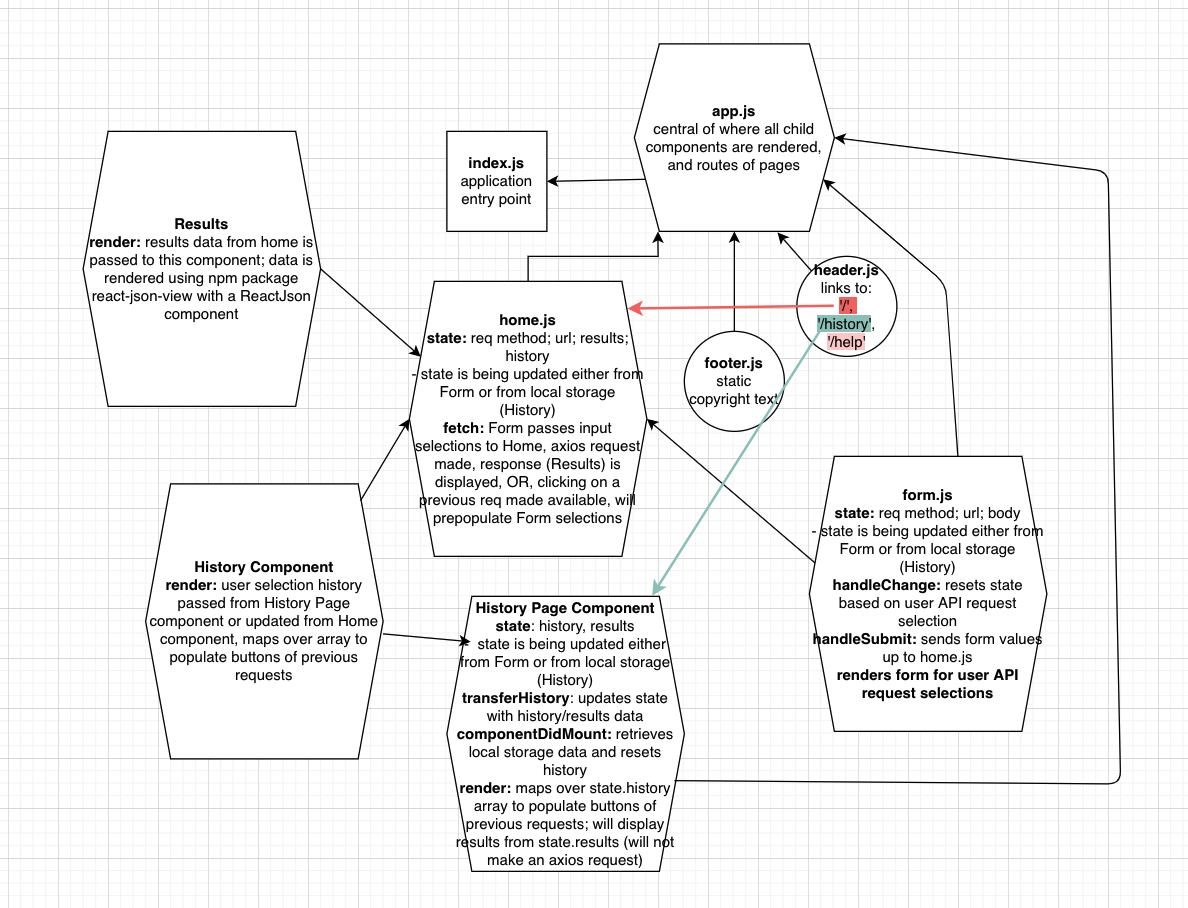 app.js
central of where all child
components are rendered,
and routes of pages
index.js
application
entry point
Results
render: results data from home is
passed to this component; data is
rendered using npm package
react-json-view with a ReactJson
component
header.js
links to:
'/',
'/history',
'/help'
home.js
state: req method; url; results;
history
- state is being updated either from
Form or from local storage
(History)
fetch: Form passes input
selections to Home, axios request
made, response (Results) is
displayed, OR, clicking on a
previous req made available, will
prepopulate Form selections
footer.js
static
copyright text
form.js
state: req method; url; body
- state is being updated either from
Form or from local storage
(History)
handleChange: resets state
based on user API request
selection
handleSubmit: sends form values
up to home.js
renders form for user API
request selections
History Component
render: user selection history
passed from History Page
component or updated from Home
component, maps over array to
populate buttons of previous
requests
History Page Component
state: history, results
- state is being updated either
from Form or from local storage
(History)
transferHistory: updates state
with history/results data
componentDidMount: retrieves
local storage data and resets
history
render: maps over state.history
array to populate buttons of
previous requests; will display
results from state.results (will not
make an axios request)